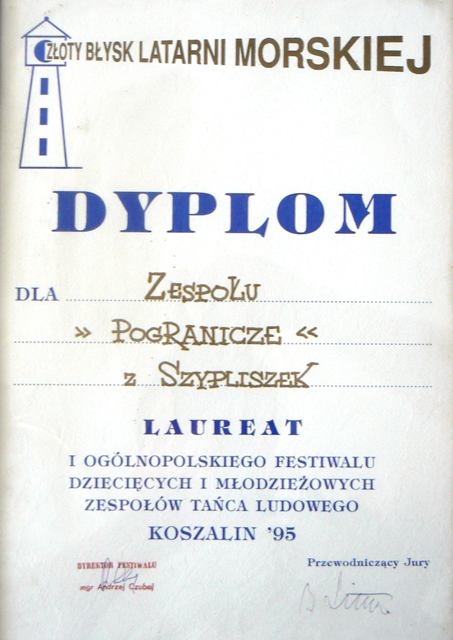 ZŁOTY BŁYSK LATARNI MORSKIEJ
DYPLOM
DLA ZESPOŁU
» POGRANICZE «
Z SZYPLISZEK
LAUREAT
I OGÓLNOPOLSKIEGO FESTIWALU
DZIECIĘCYCH I MŁODZIEŻOWYCH
ZESPOŁÓW TAŃCA LUDOWEGO
KOSZALIN '95
DYREKTOR FESTIWALU
mgr Andrzej Czubaj
Przewodniczący Jury